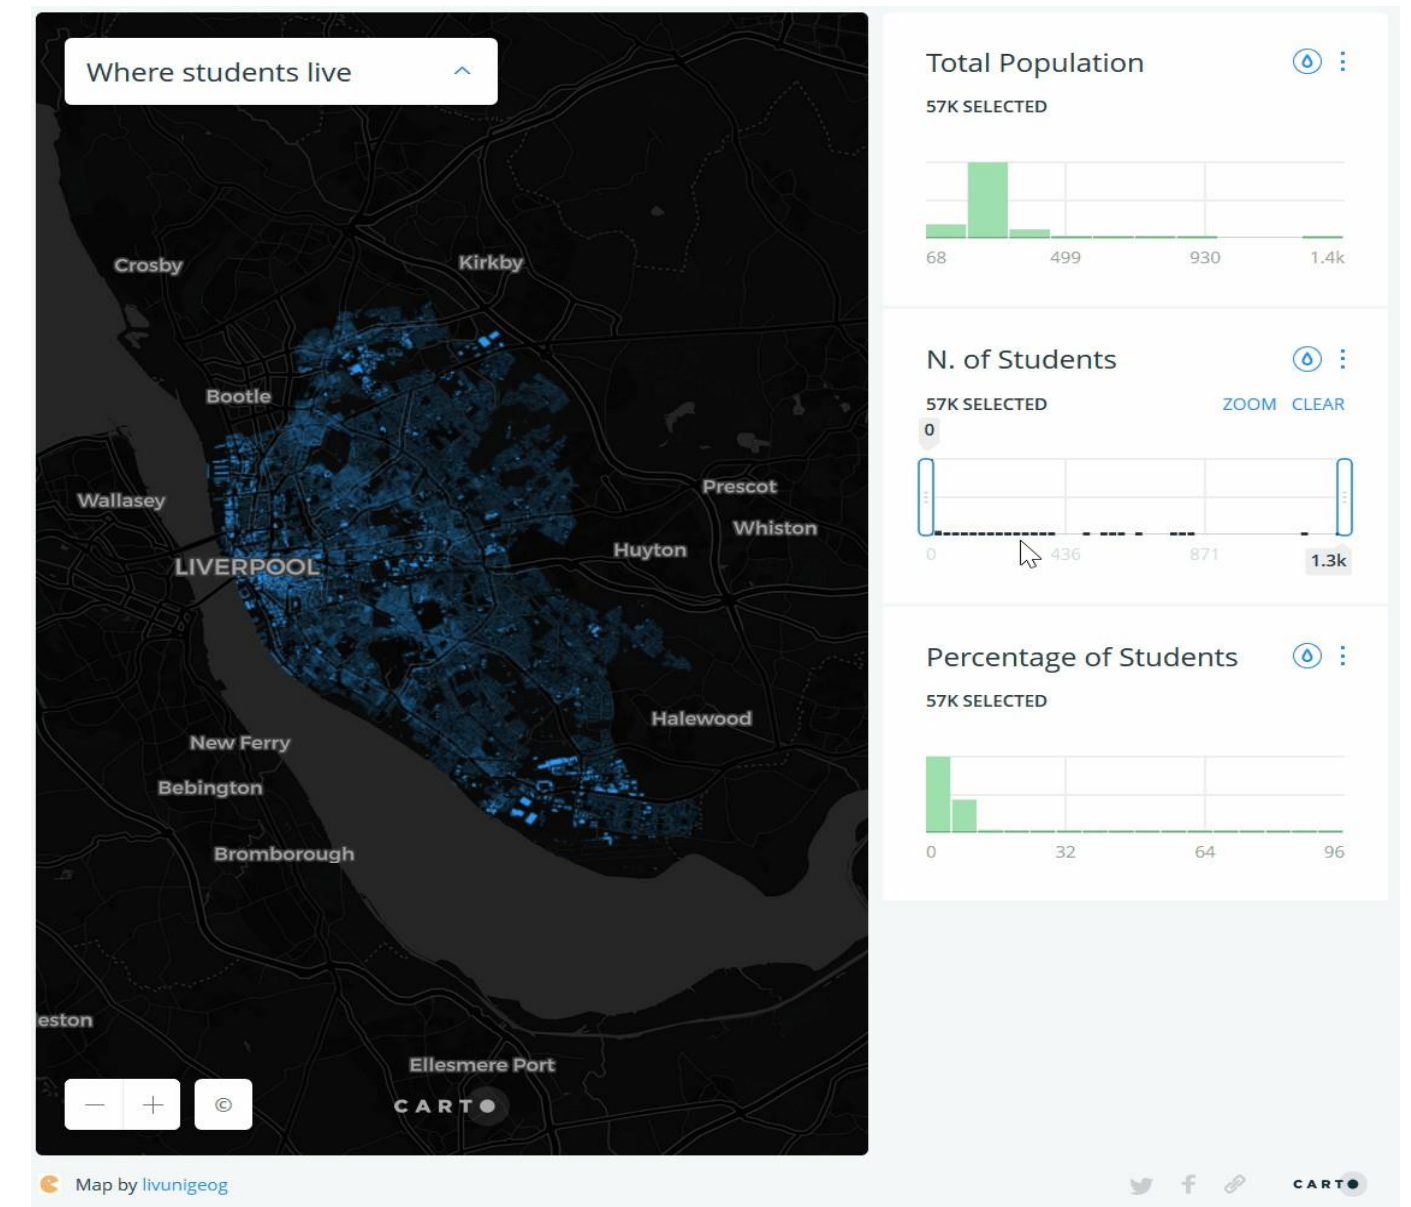 Where students live
Crosby
Kirkby
Bootle
Wallasey
Prescot
Whiston
Huyton
LIVERPOOL
Halewood
New Ferry
Bebington
Bromborough
eston
Ellesmere Port
CARTO
©
Total Population
57K SELECTED
68 499 930 1.4k
N. of Students
57K SELECTED ZOOM CLEAR
0
0 436 871 1.3k
Percentage of Students
57K SELECTED
0 32 64 96
Map by livunigeog
CARTO